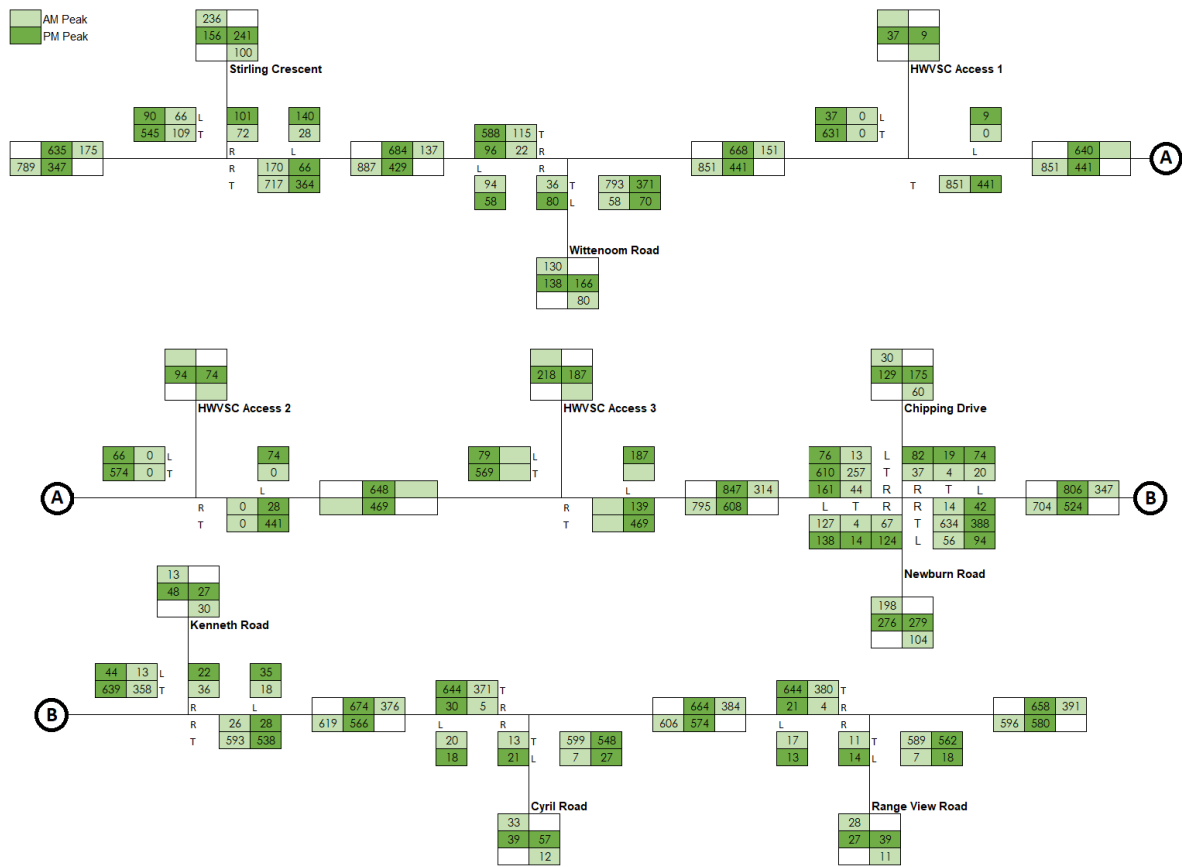 AM Peak
PM Peak
236
156 241
100
Stirling Crescent
37 9
HWVSC Access 1
90 66 L
545 109 T
101
72
R
140
28
L
635 175
789 347
R 170 66
T 717 364
684 137
887 429
588 115 T
96 22 R
L
94
58
R
36
80
T 793 371
L 58 70
Wittenoom Road
130
138 166
80
668 151
851 441
37 0 L
631 0 T
9
0
L
T 851 441
640
851 441
A
94 74
HWVSC Access 2
218 187
HWVSC Access 3
30
129 175
60
Chipping Drive
A
66 0 L
574 0 T
74
0
L
R 0 28
T 0 441
648
469
79 L
569 T
187
L
R 139
T 469
847 314
795 608
76 13 L
610 257 T
161 44 R
82 19 74
37 4 20
R T L
L T R
127 4 67
138 14 124
R 14 42
T 634 388
L 56 94
806 347
704 524
B
Newburn Road
198
276 279
104
13
48 27
30
Kenneth Road
B
44 13 L
639 358 T
22
36
R
35
18
L
R 26 28
T 593 538
674 376
619 566
644 371 T
30 5 R
L
20
18
R
13
21
T 599 548
L 7 27
Cyril Road
33
39 57
12
664 384
606 574
644 380 T
21 4 R
L
17
13
R
11
14
T 589 562
L 7 18
Range View Road
28
27 39
11
658 391
596 580